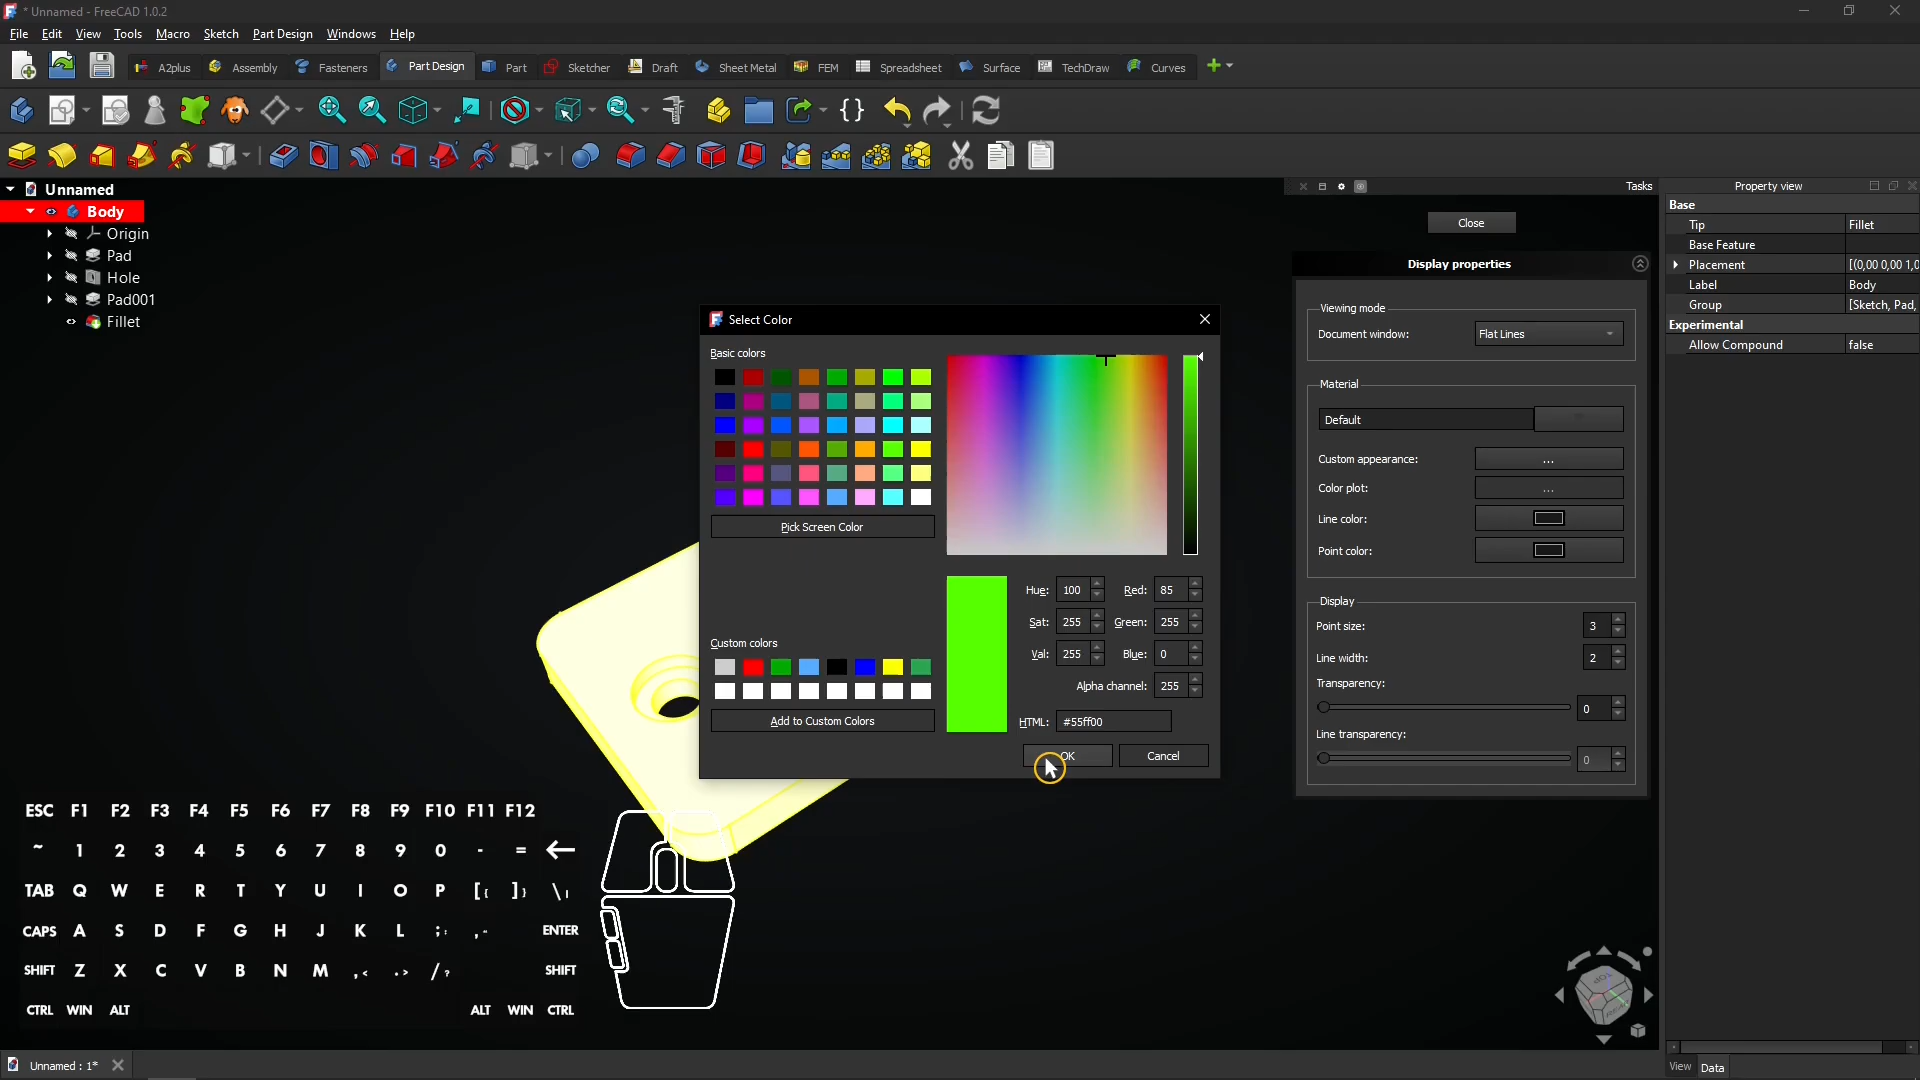 * Unnamed - FreeCAD 1.0.2
File Edit View Tools Macro Sketch Part Design Windows Help
A2plus Assembly Fasteners Part Design Part Sketcher Draft Sheet Metal FEM Spreadsheet Surface TechDraw Curves
Unnamed
Body
Origin
Pad
Hole
Pad001
Fillet
Select Color
Basic colors
Pick Screen Color
Custom colors
Add to Custom Colors
Hue: 100 Red: 85
Sat: 255 Green: 255
Val: 255 Blue: 0
Alpha channel: 255
HTML: #55ff00
OK Cancel
Tasks
Close
Display properties
Viewing mode
Document window: Flat Lines
Material
Default
Custom appearance: ...
Color plot: ...
Line color:
Point color:
Display
Point size: 3
Line width: 2
Transparency:
0
Line transparency:
0
Property view
Base
Tip Fillet
Base Feature
Placement [(0,00 0,00 1,0
Label Body
Group [Sketch, Pad,
Experimental
Allow Compound false
ESC F1 F2 F3 F4 F5 F6 F7 F8 F9 F10 F11 F12
~ 1 2 3 4 5 6 7 8 9 0 - = ←
TAB Q W E R T Y U I O P [{ ]} \|
CAPS A S D F G H J K L ;: ,“ ENTER
SHIFT Z X C V B N M ,< .> /? SHIFT
CTRL WIN ALT ALT WIN CTRL
TOP
Unnamed : 1*
View Data